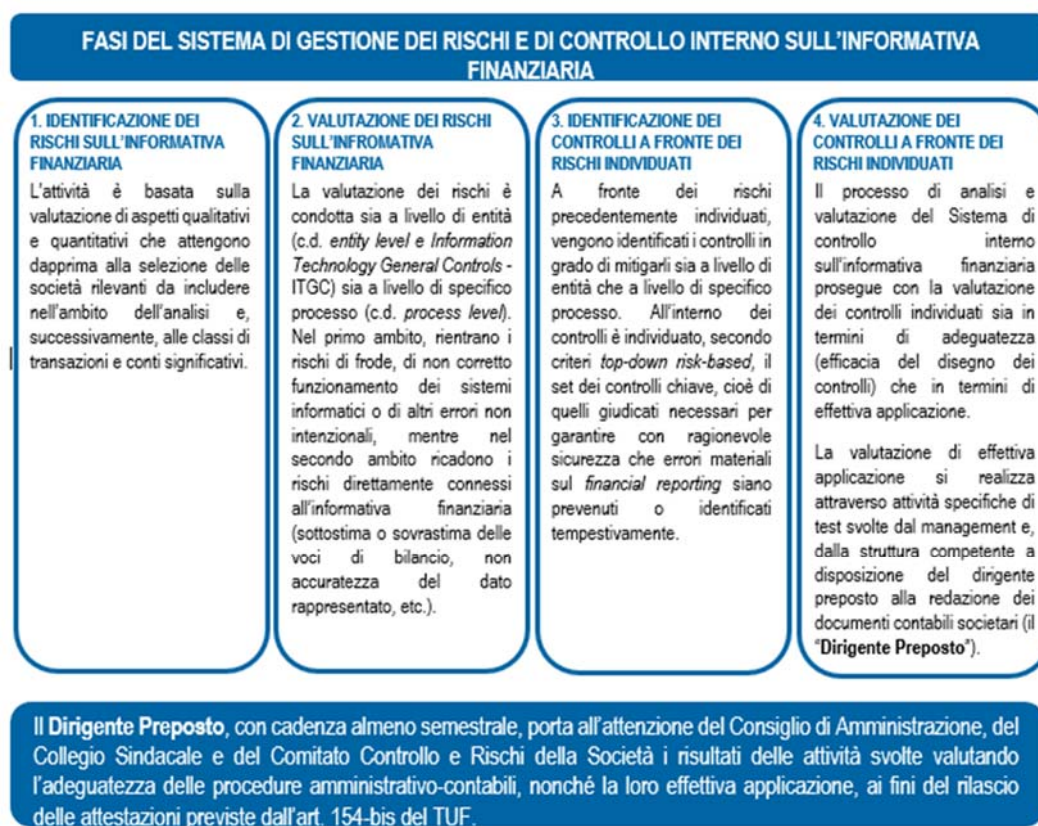 FASI DEL SISTEMA DI GESTIONE DEI RISCHI E DI CONTROLLO INTERNO SULL'INFORMATIVA
FINANZIARIA
1. IDENTIFICAZIONE DEI
RISCHI SULL'INFORMATIVA
FINANZIARIA
L'attività è basata sulla
valutazione di aspetti qualitativi
e quantitativi che attengono
dapprima alla selezione delle
società rilevanti da includere
nell'ambito dell'analisi e,
successivamente, alle classi di
transazioni e conti significativi.
2. VALUTAZIONE DEI RISCHI
SULL'INFROMATIVA
FINANZIARIA
La valutazione dei rischi è
condotta sia a livello di entità
(c.d. entity level e Information
Technology General Controls -
ITGC) sia a livello di specifico
processo (c.d. process level).
Nel primo ambito, rientrano i
rischi di frode, di non corretto
funzionamento dei sistemi
informatici o di altri errori non
intenzionali, mentre nel
secondo ambito ricadono i
rischi direttamente connessi
all'informativa finanziaria
(sottostima o sovrastima delle
voci di bilancio, non
accuratezza del dato
rappresentato, etc.).
3. IDENTIFICAZIONE DEI
CONTROLLI A FRONTE DEI
RISCHI INDIVIDUATI
A fronte dei rischi
precedentemente individuati,
vengono identificati i controlli in
grado di mitigarli sia a livello di
entità che a livello di specifico
processo. All'interno dei
controlli è individuato, secondo
criteri top-down risk-based, il
set dei controlli chiave, cioè di
quelli giudicati necessari per
garantire con ragionevole
sicurezza che errori materiali
sul financial reporting siano
prevenuti o identificati
tempestivamente.
4. VALUTAZIONE DEI
CONTROLLI A FRONTE DEI
RISCHI INDIVIDUATI
Il processo di analisi e
valutazione del Sistema di
controllo interno
sull'informativa finanziaria
prosegue con la valutazione
dei controlli individuati sia in
termini di adeguatezza
(efficacia del disegno dei
controlli) che in termini di
effettiva applicazione.
La valutazione di effettiva
applicazione si realizza
attraverso attività specifiche di
test svolte dal management e,
dalla struttura competente a
disposizione del dirigente
preposto alla redazione dei
documenti contabili societari (il
"Dirigente Preposto").
Il Dirigente Preposto, con cadenza almeno semestrale, porta all'attenzione del Consiglio di Amministrazione, del
Collegio Sindacale e del Comitato Controllo e Rischi della Società i risultati delle attività svolte valutando
l'adeguatezza delle procedure amministrativo-contabili, nonché la loro effettiva applicazione, ai fini del rilascio
delle attestazioni previste dall'art. 154-bis del TUF.